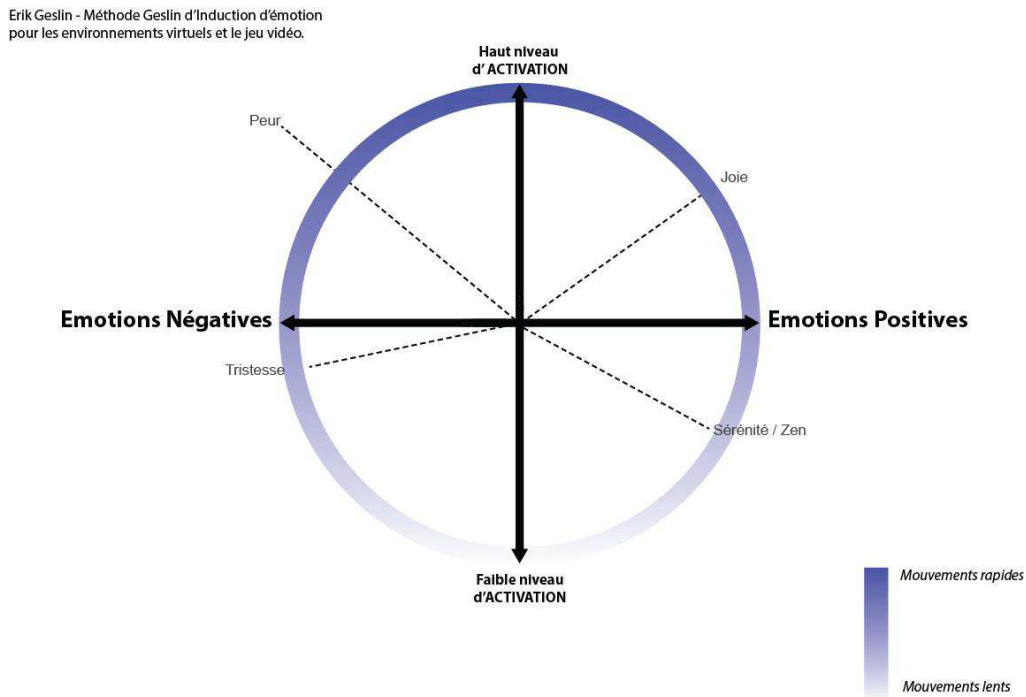 Erik Geslin - Méthode Geslin d'Induction d'émotion
pour les environnements virtuels et le jeu vidéo.
Haut niveau
d' ACTIVATION
Peur
Joie
Emotions Négatives
Emotions Positives
Tristesse
Sérénité / Zen
Faible niveau
d'ACTIVATION
Mouvements rapides
Mouvements lents